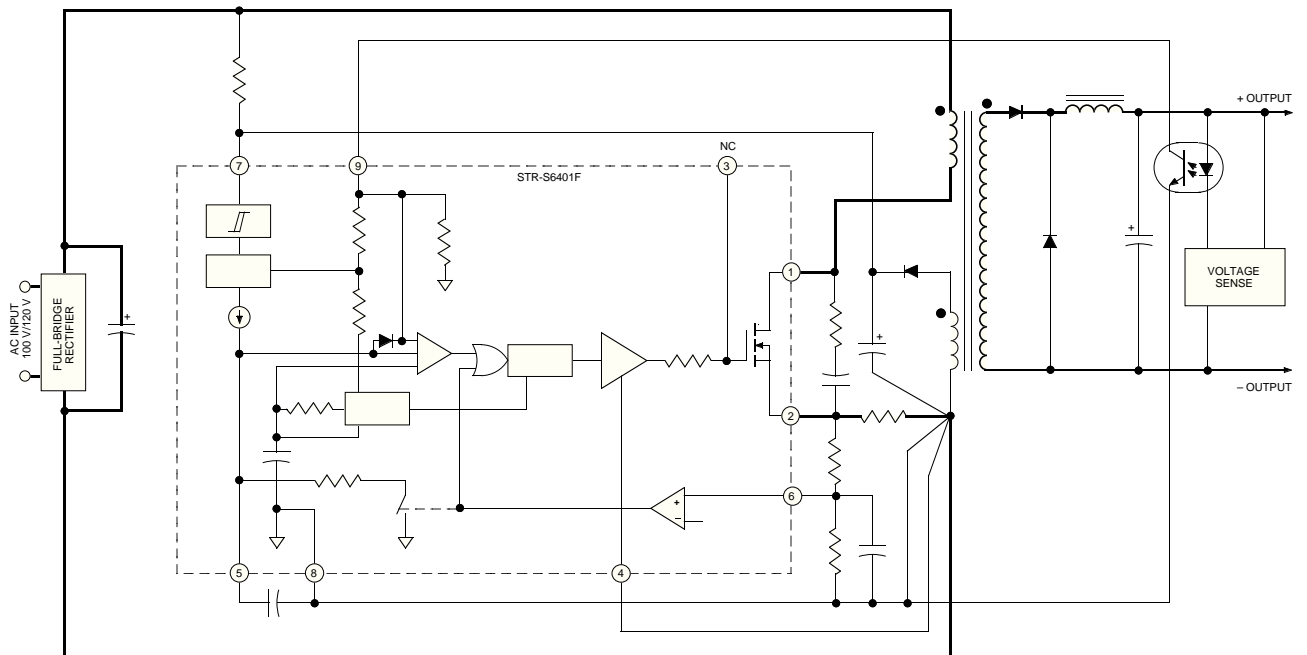 NC
+ OUTPUT
7
9
3
STR-S6401F
+
1
VOLTAGE
SENSE
AC INPUT
100 V/120 V
FULL-BRIDGE
RECTIFIER
+
+
– OUTPUT
2
6
+
–
5
8
4